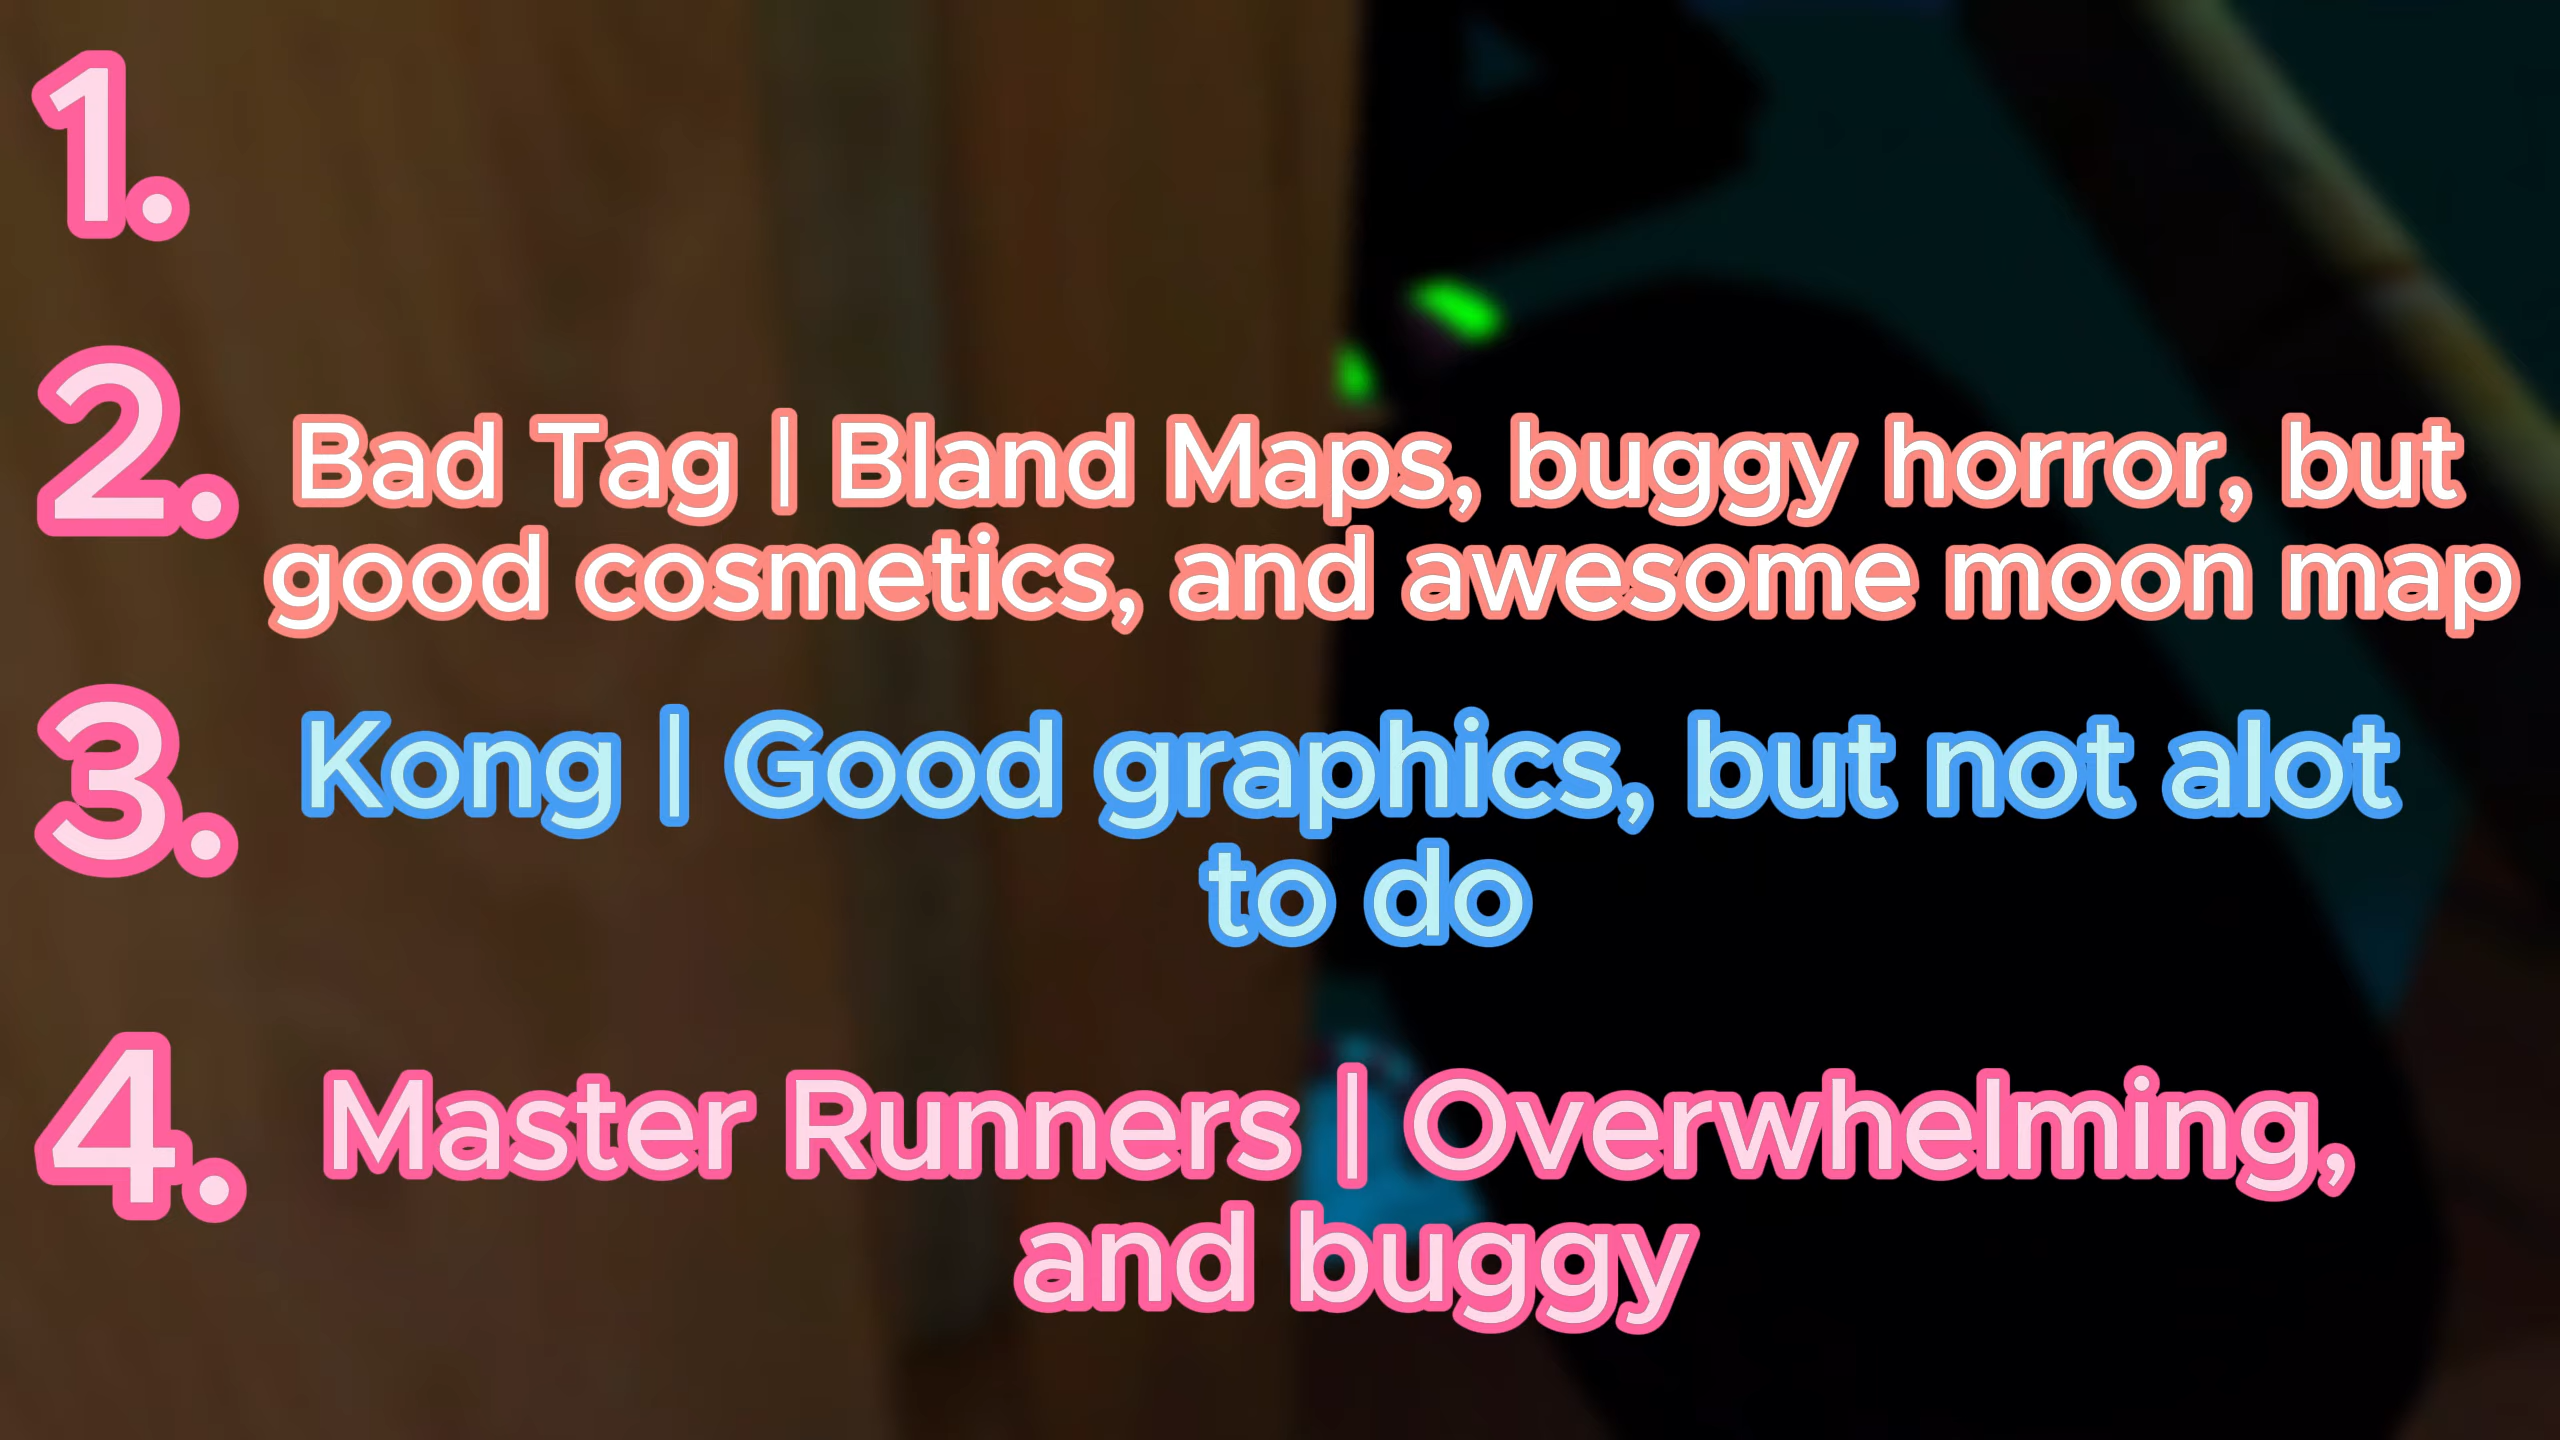 1.
2. Bad Tag | Bland Maps, buggy horror, but
good cosmetics, and awesome moon map
3. Kong | Good graphics, but not alot
to do
4. Master Runners | Overwhelming,
and buggy